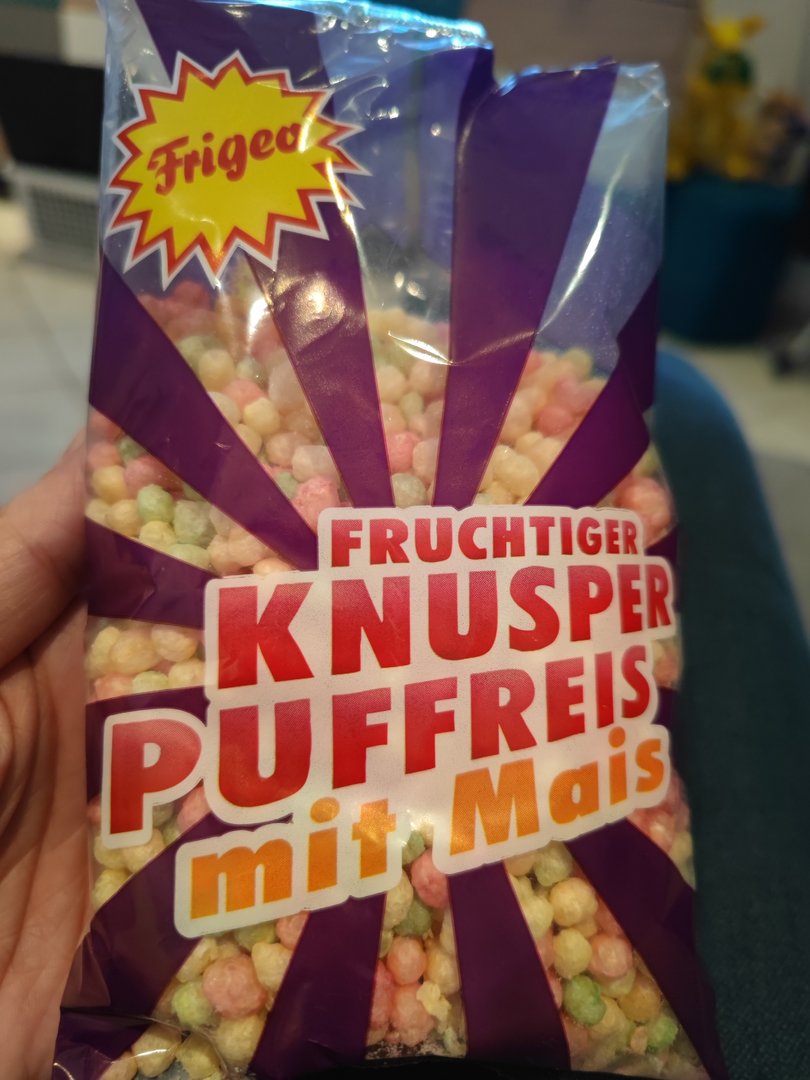 Frigeo
FRUCHTIGER
KNUSPER
PUFFREIS
mit Mais